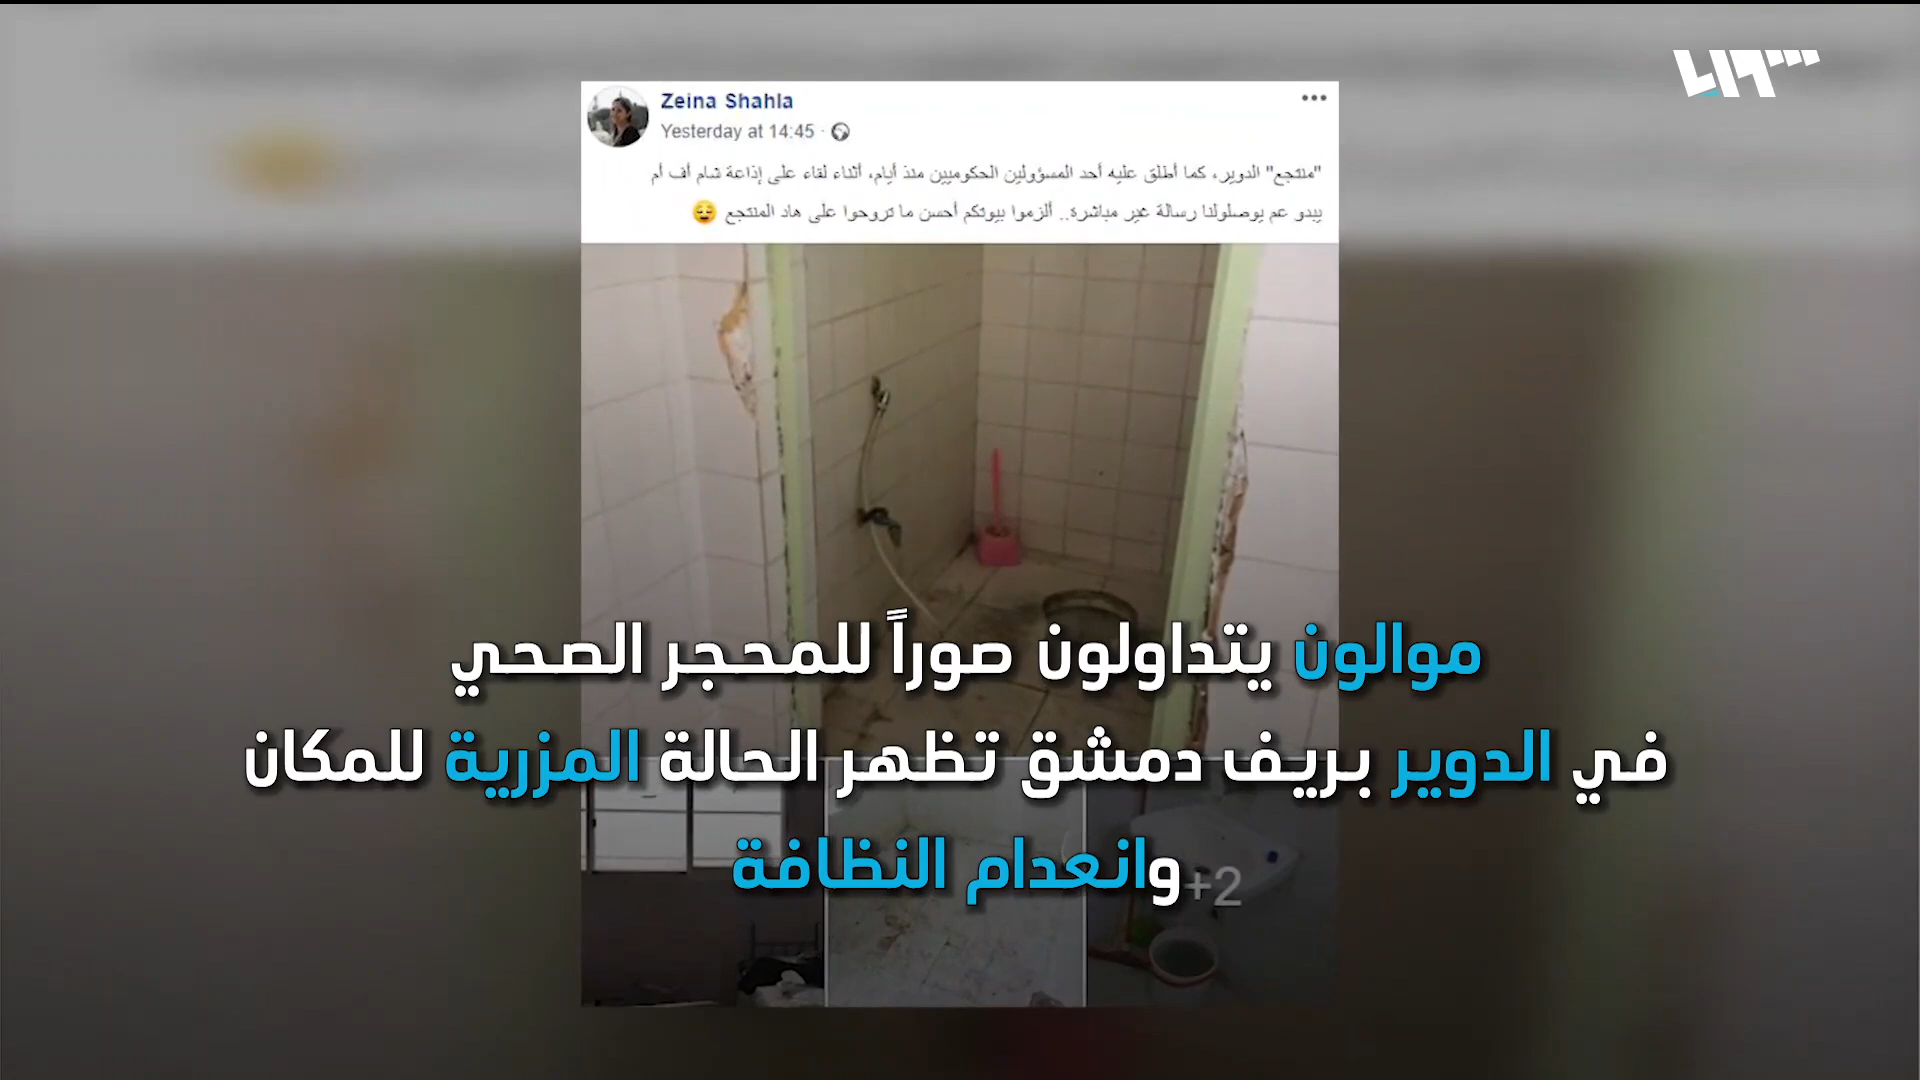 سوريا
Zeina Shahla
Yesterday at 14:45 ·
"منتجع" الدوير، كما أطلق عليه أحد المسؤولين الحكوميين منذ أيام، أثناء لقاء على إذاعة شام أف أم
يبدو عم يوصلولنا رسالة غير مباشرة.. ألزموا بيوتكم أحسن ما تروحوا على هاد المنتجع 😌
موالون يتداولون صوراً للمحجر الصحي
في الدوير بريف دمشق تظهر الحالة المزرية للمكان
وانعدام النظافة
+2